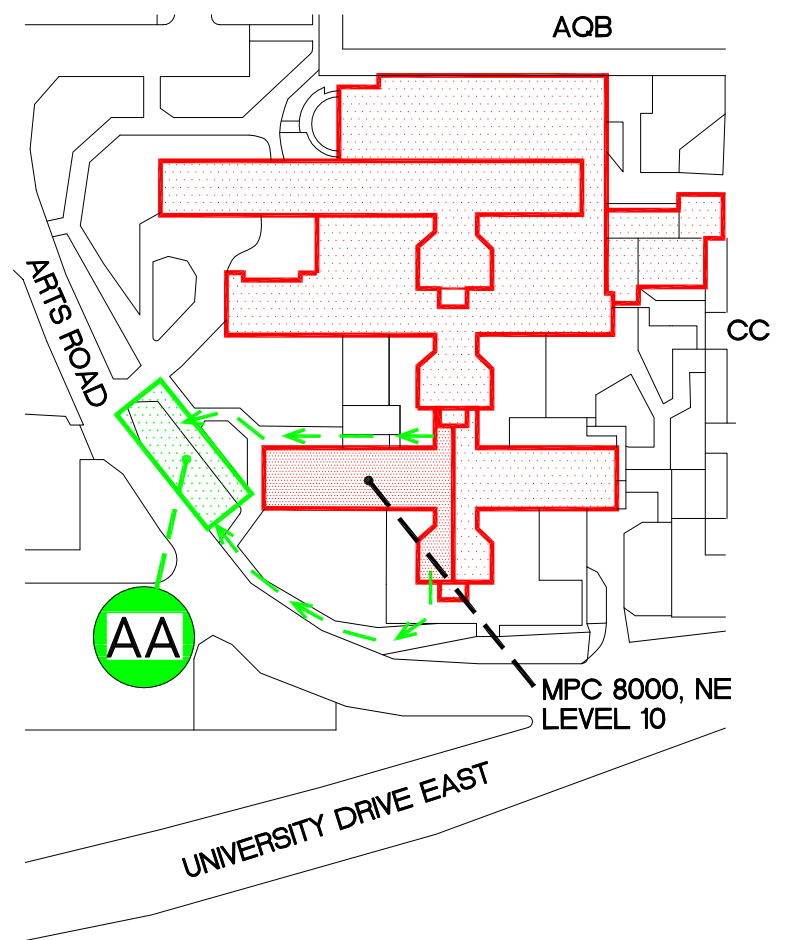 AQB
ARTS ROAD
CC
AA
MPC 8000, NE
LEVEL 10
UNIVERSITY DRIVE EAST